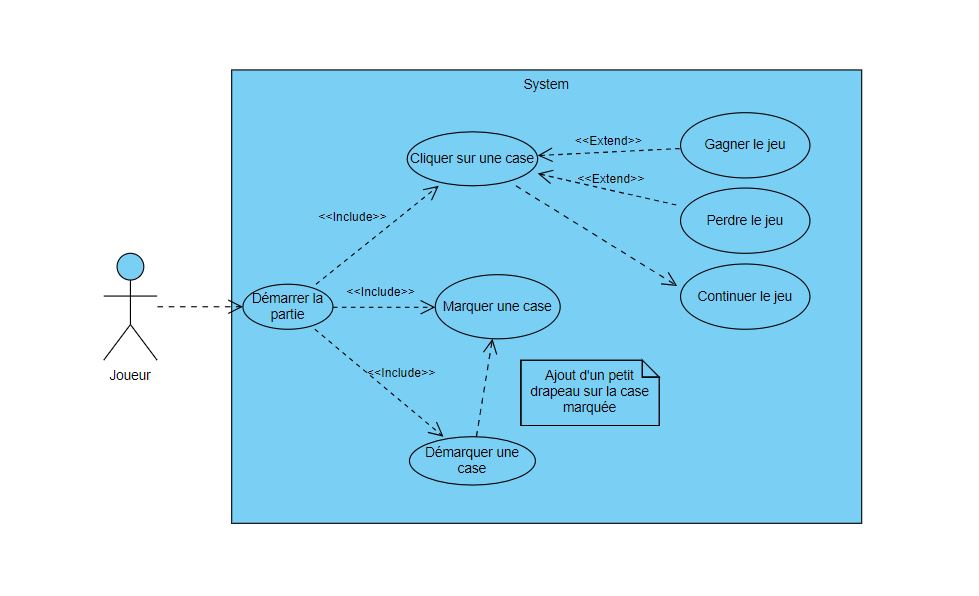 System
Cliquer sur une case
<<Extend>>
Gagner le jeu
<<Extend>>
Perdre le jeu
<<Include>>
Continuer le jeu
Démarrer la
partie
<<Include>>
Marquer une case
Joueur
<<Include>>
Ajout d'un petit
drapeau sur la case
marquée
Démarquer une
case